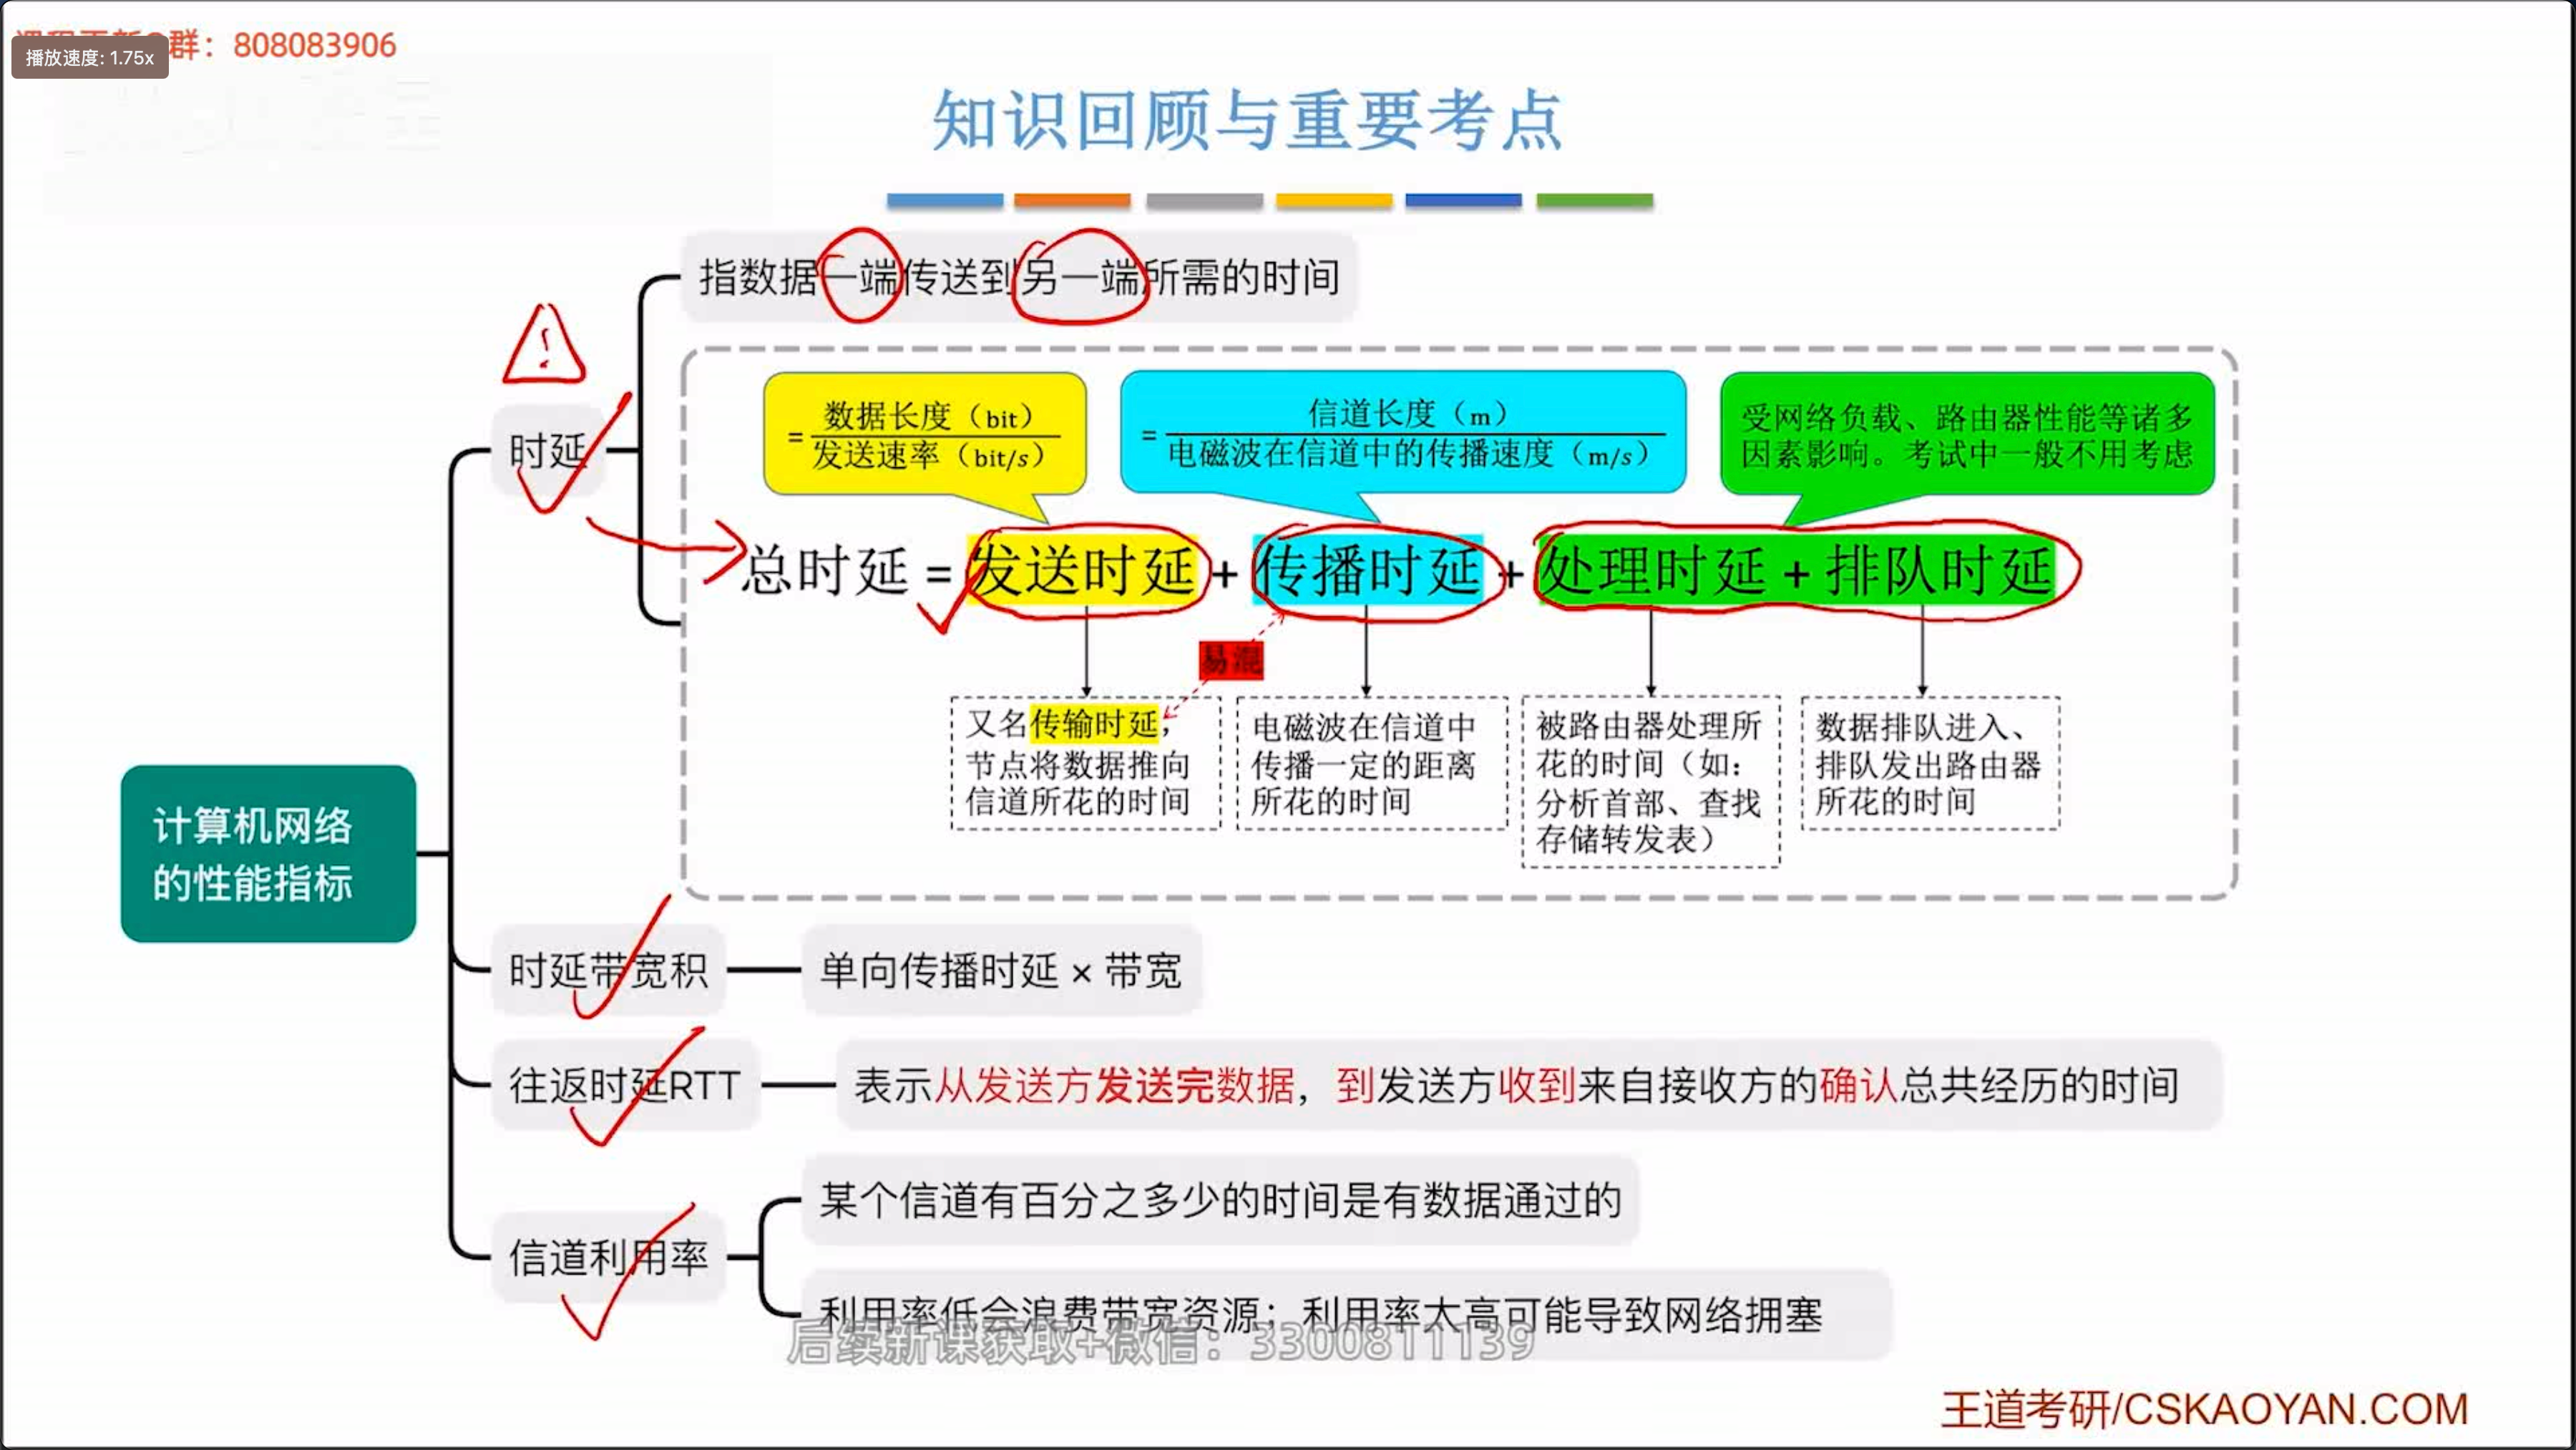 群：808083906
播放速度: 1.75x
知识回顾与重要考点
指数据一端传送到另一端所需的时间
!
时延
= 数据长度（bit）
发送速率（bit/s）
= 信道长度（m）
电磁波在信道中的传播速度（m/s）
受网络负载、路由器性能等诸多
因素影响。考试中一般不用考虑
总时延 = 发送时延 + 传播时延 + 处理时延 + 排队时延
易混
又名传输时延，
节点将数据推向
信道所花的时间
电磁波在信道中
传播一定的距离
所花的时间
被路由器处理所
花的时间（如：
分析首部、查找
存储转发表）
数据排队进入、
排队发出路由器
所花的时间
计算机网络
的性能指标
时延带宽积
单向传播时延 × 带宽
往返时延RTT
表示从发送方发送完数据，到发送方收到来自接收方的确认总共经历的时间
信道利用率
某个信道有百分之多少的时间是有数据通过的
利用率低会浪费带宽资源；利用率太高可能导致网络拥塞
后续新课获取+微信：3300811139
王道考研/CSKAOYAN.COM